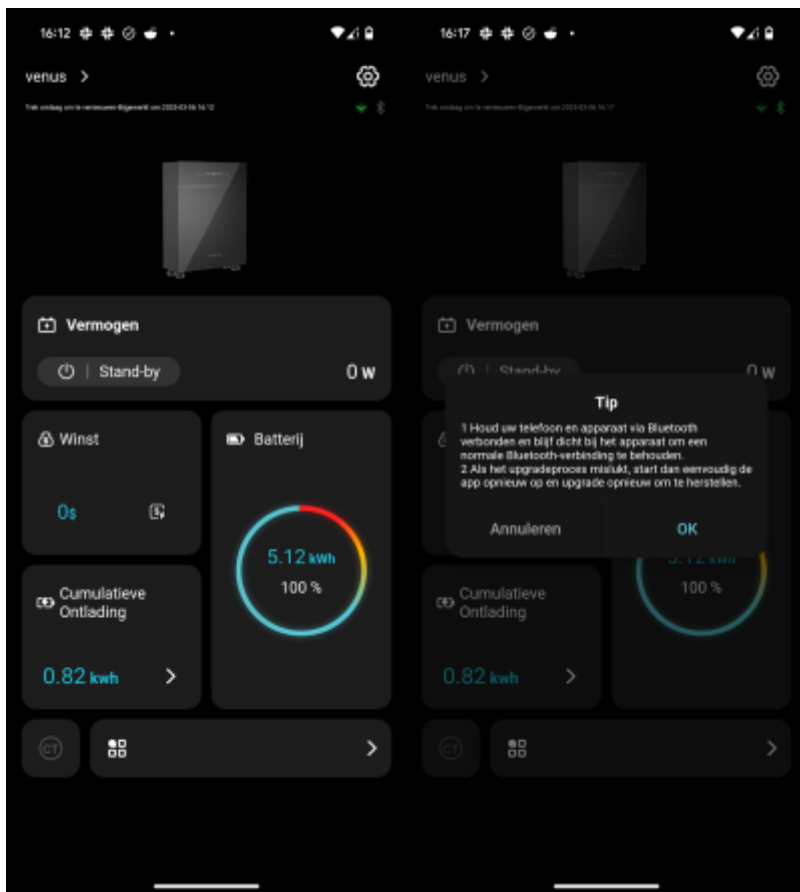 16:12
venus >
Vermogen
Stand-by
0 W
Winst
0s
Batterij
5.12 kwh
100 %
Cumulatieve
Ontlading
0.82 kwh
CT
16:17
venus >
Vermogen
Stand-by
0 W
Tip
1 Houd uw telefoon en apparaat via Bluetooth
verbonden en blijf dicht bij het apparaat om een
normale Bluetooth-verbinding te behouden.
2 Als het upgradeproces mislukt, start dan eenvoudig de
app opnieuw op en upgrade opnieuw om te herstellen.
Annuleren
OK
5.12 kwh
100 %
Cumulatieve
Ontlading
0.82 kwh
CT